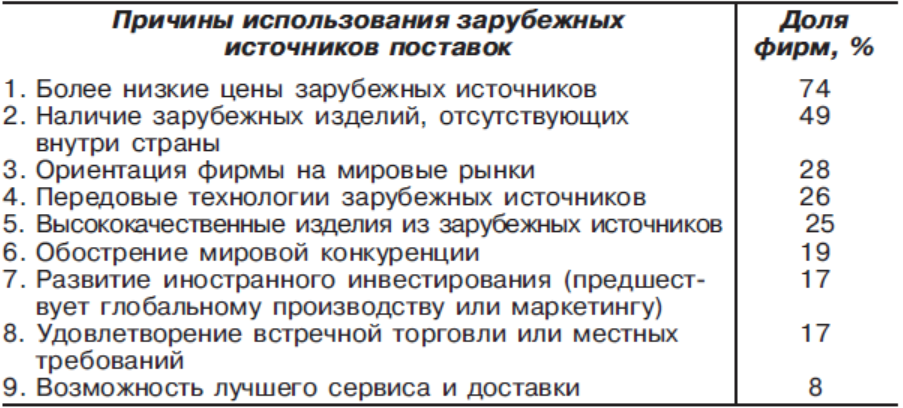 Причины использования зарубежных Доля
источников поставок фирм, %
1. Более низкие цены зарубежных источников 74
2. Наличие зарубежных изделий, отсутствующих 49
внутри страны
3. Ориентация фирмы на мировые рынки 28
4. Передовые технологии зарубежных источников 26
5. Высококачественные изделия из зарубежных источников 25
6. Обострение мировой конкуренции 19
7. Развитие иностранного инвестирования (предшест- 17
вует глобальному производству или маркетингу)
8. Удовлетворение встречной торговли или местных 17
требований
9. Возможность лучшего сервиса и доставки 8